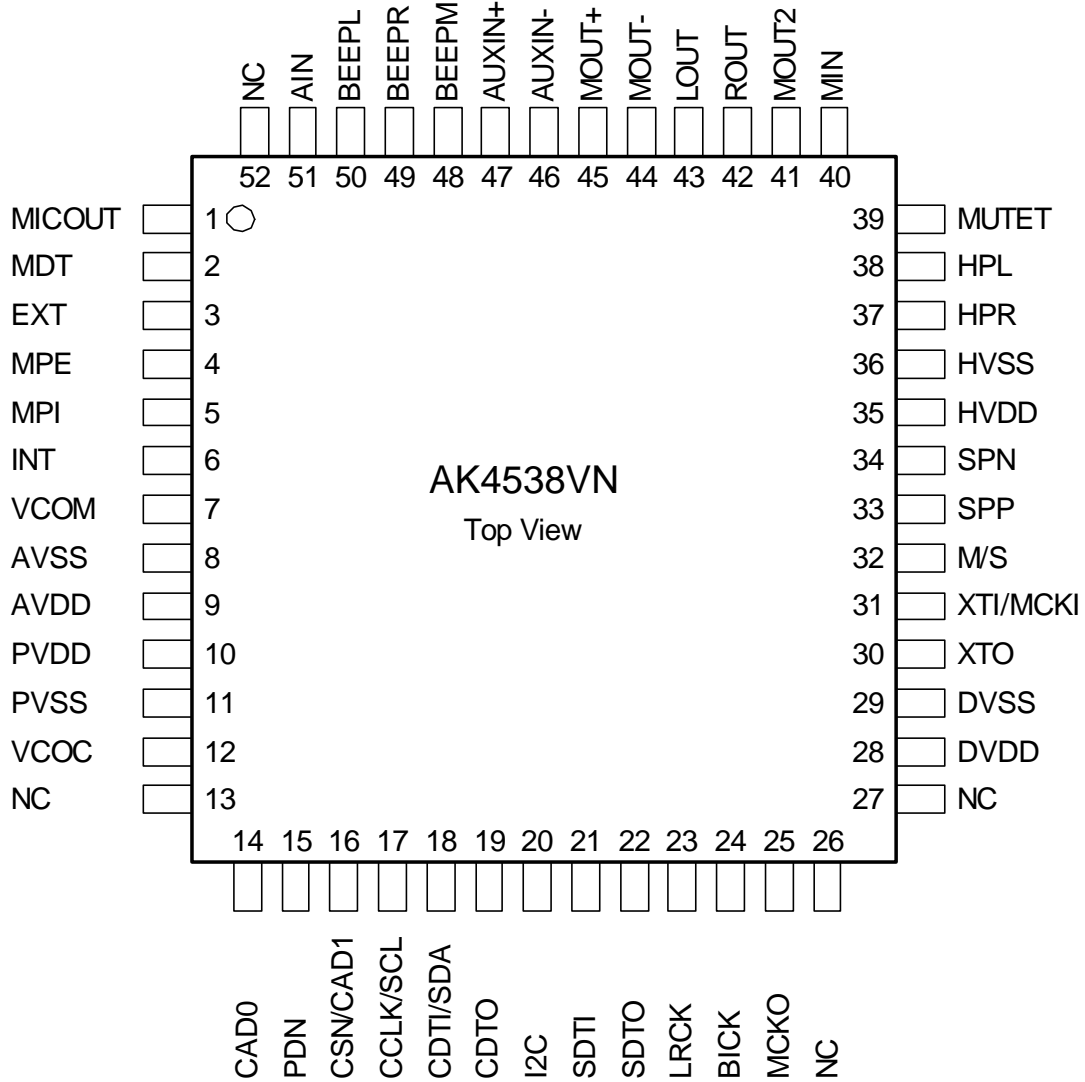 NC
AIN
BEEPL
BEEPR
BEEPM
AUXIN+
AUXIN-
MOUT+
MOUT-
LOUT
ROUT
MOUT2
MIN
52 51 50 49 48 47 46 45 44 43 42 41 40
MICOUT 1 39 MUTET
MDT 2 38 HPL
EXT 3 37 HPR
MPE 4 36 HVSS
MPI 5 35 HVDD
INT 6 34 SPN
VCOM 7 33 SPP
AVSS 8 32 M/S
AVDD 9 31 XTI/MCKI
PVDD 10 30 XTO
PVSS 11 29 DVSS
VCOC 12 28 DVDD
NC 13 27 NC
AK4538VN
Top View
14 15 16 17 18 19 20 21 22 23 24 25 26
CAD0
PDN
CSN/CAD1
CCLK/SCL
CDTI/SDA
CDTO
I2C
SDTI
SDTO
LRCK
BICK
MCKO
NC